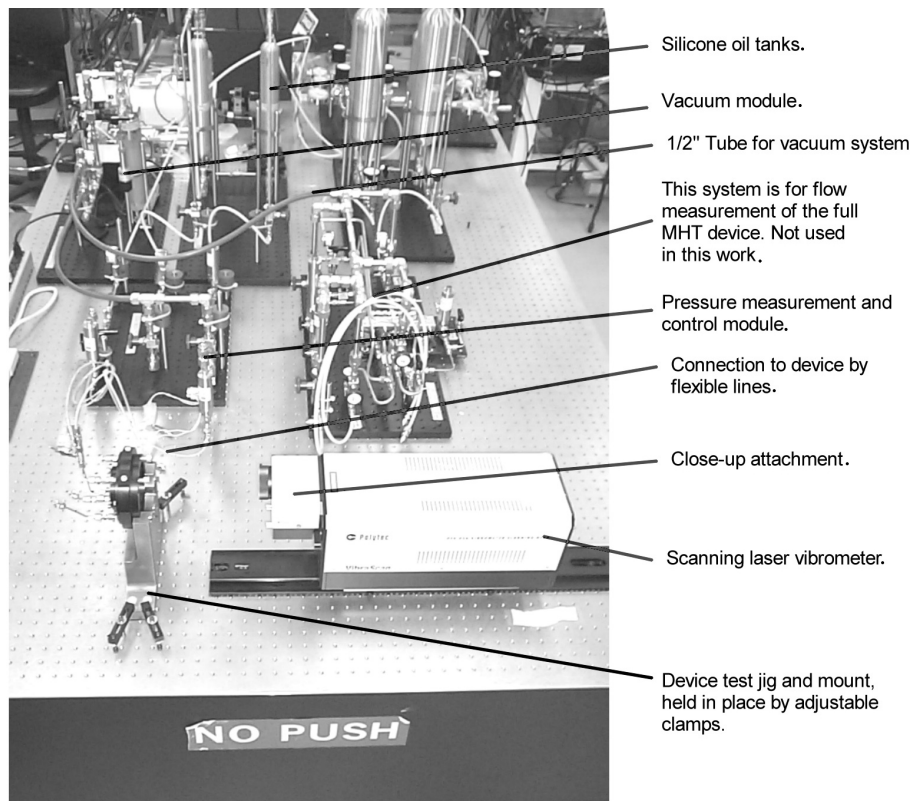 Silicone oil tanks.
Vacuum module.
1/2" Tube for vacuum system
This system is for flow
measurement of the full
MHT device. Not used
in this work.
Pressure measurement and
control module.
Connection to device by
flexible lines.
Close-up attachment.
Polytec
Scanning laser vibrometer.
Device test jig and mount,
held in place by adjustable
clamps.
NO PUSH